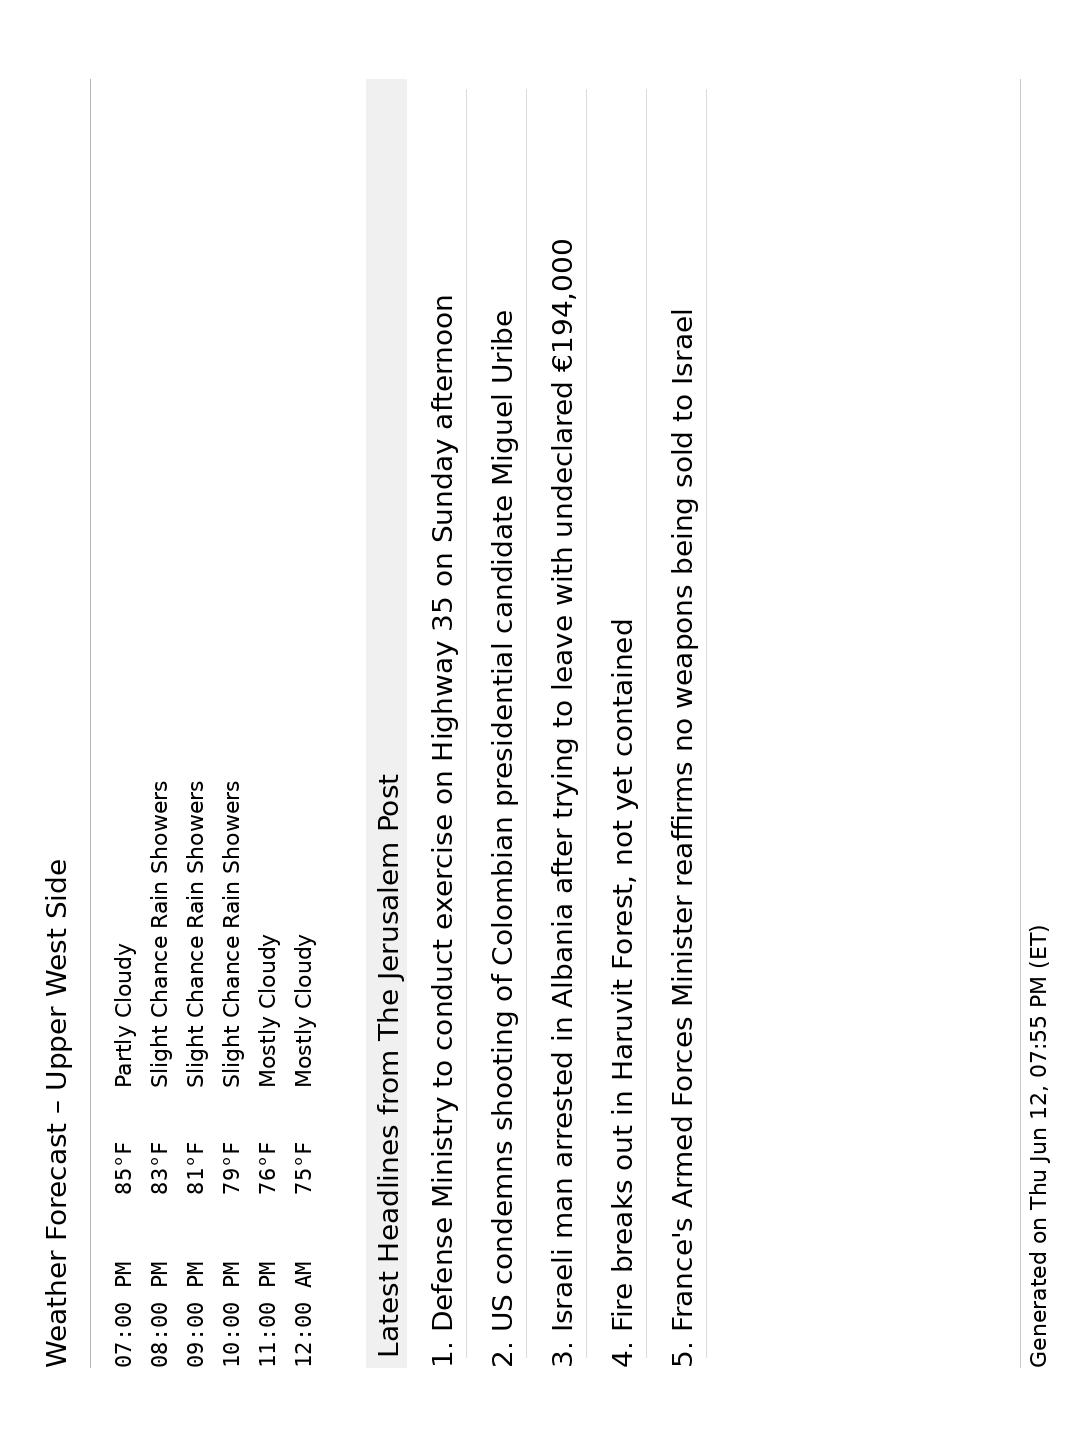 Weather Forecast – Upper West Side
07:00 PM 85°F Partly Cloudy
08:00 PM 83°F Slight Chance Rain Showers
09:00 PM 81°F Slight Chance Rain Showers
10:00 PM 79°F Slight Chance Rain Showers
11:00 PM 76°F Mostly Cloudy
12:00 AM 75°F Mostly Cloudy
Latest Headlines from The Jerusalem Post
1. Defense Ministry to conduct exercise on Highway 35 on Sunday afternoon
2. US condemns shooting of Colombian presidential candidate Miguel Uribe
3. Israeli man arrested in Albania after trying to leave with undeclared €194,000
4. Fire breaks out in Haruvit Forest, not yet contained
5. France's Armed Forces Minister reaffirms no weapons being sold to Israel
Generated on Thu Jun 12, 07:55 PM (ET)